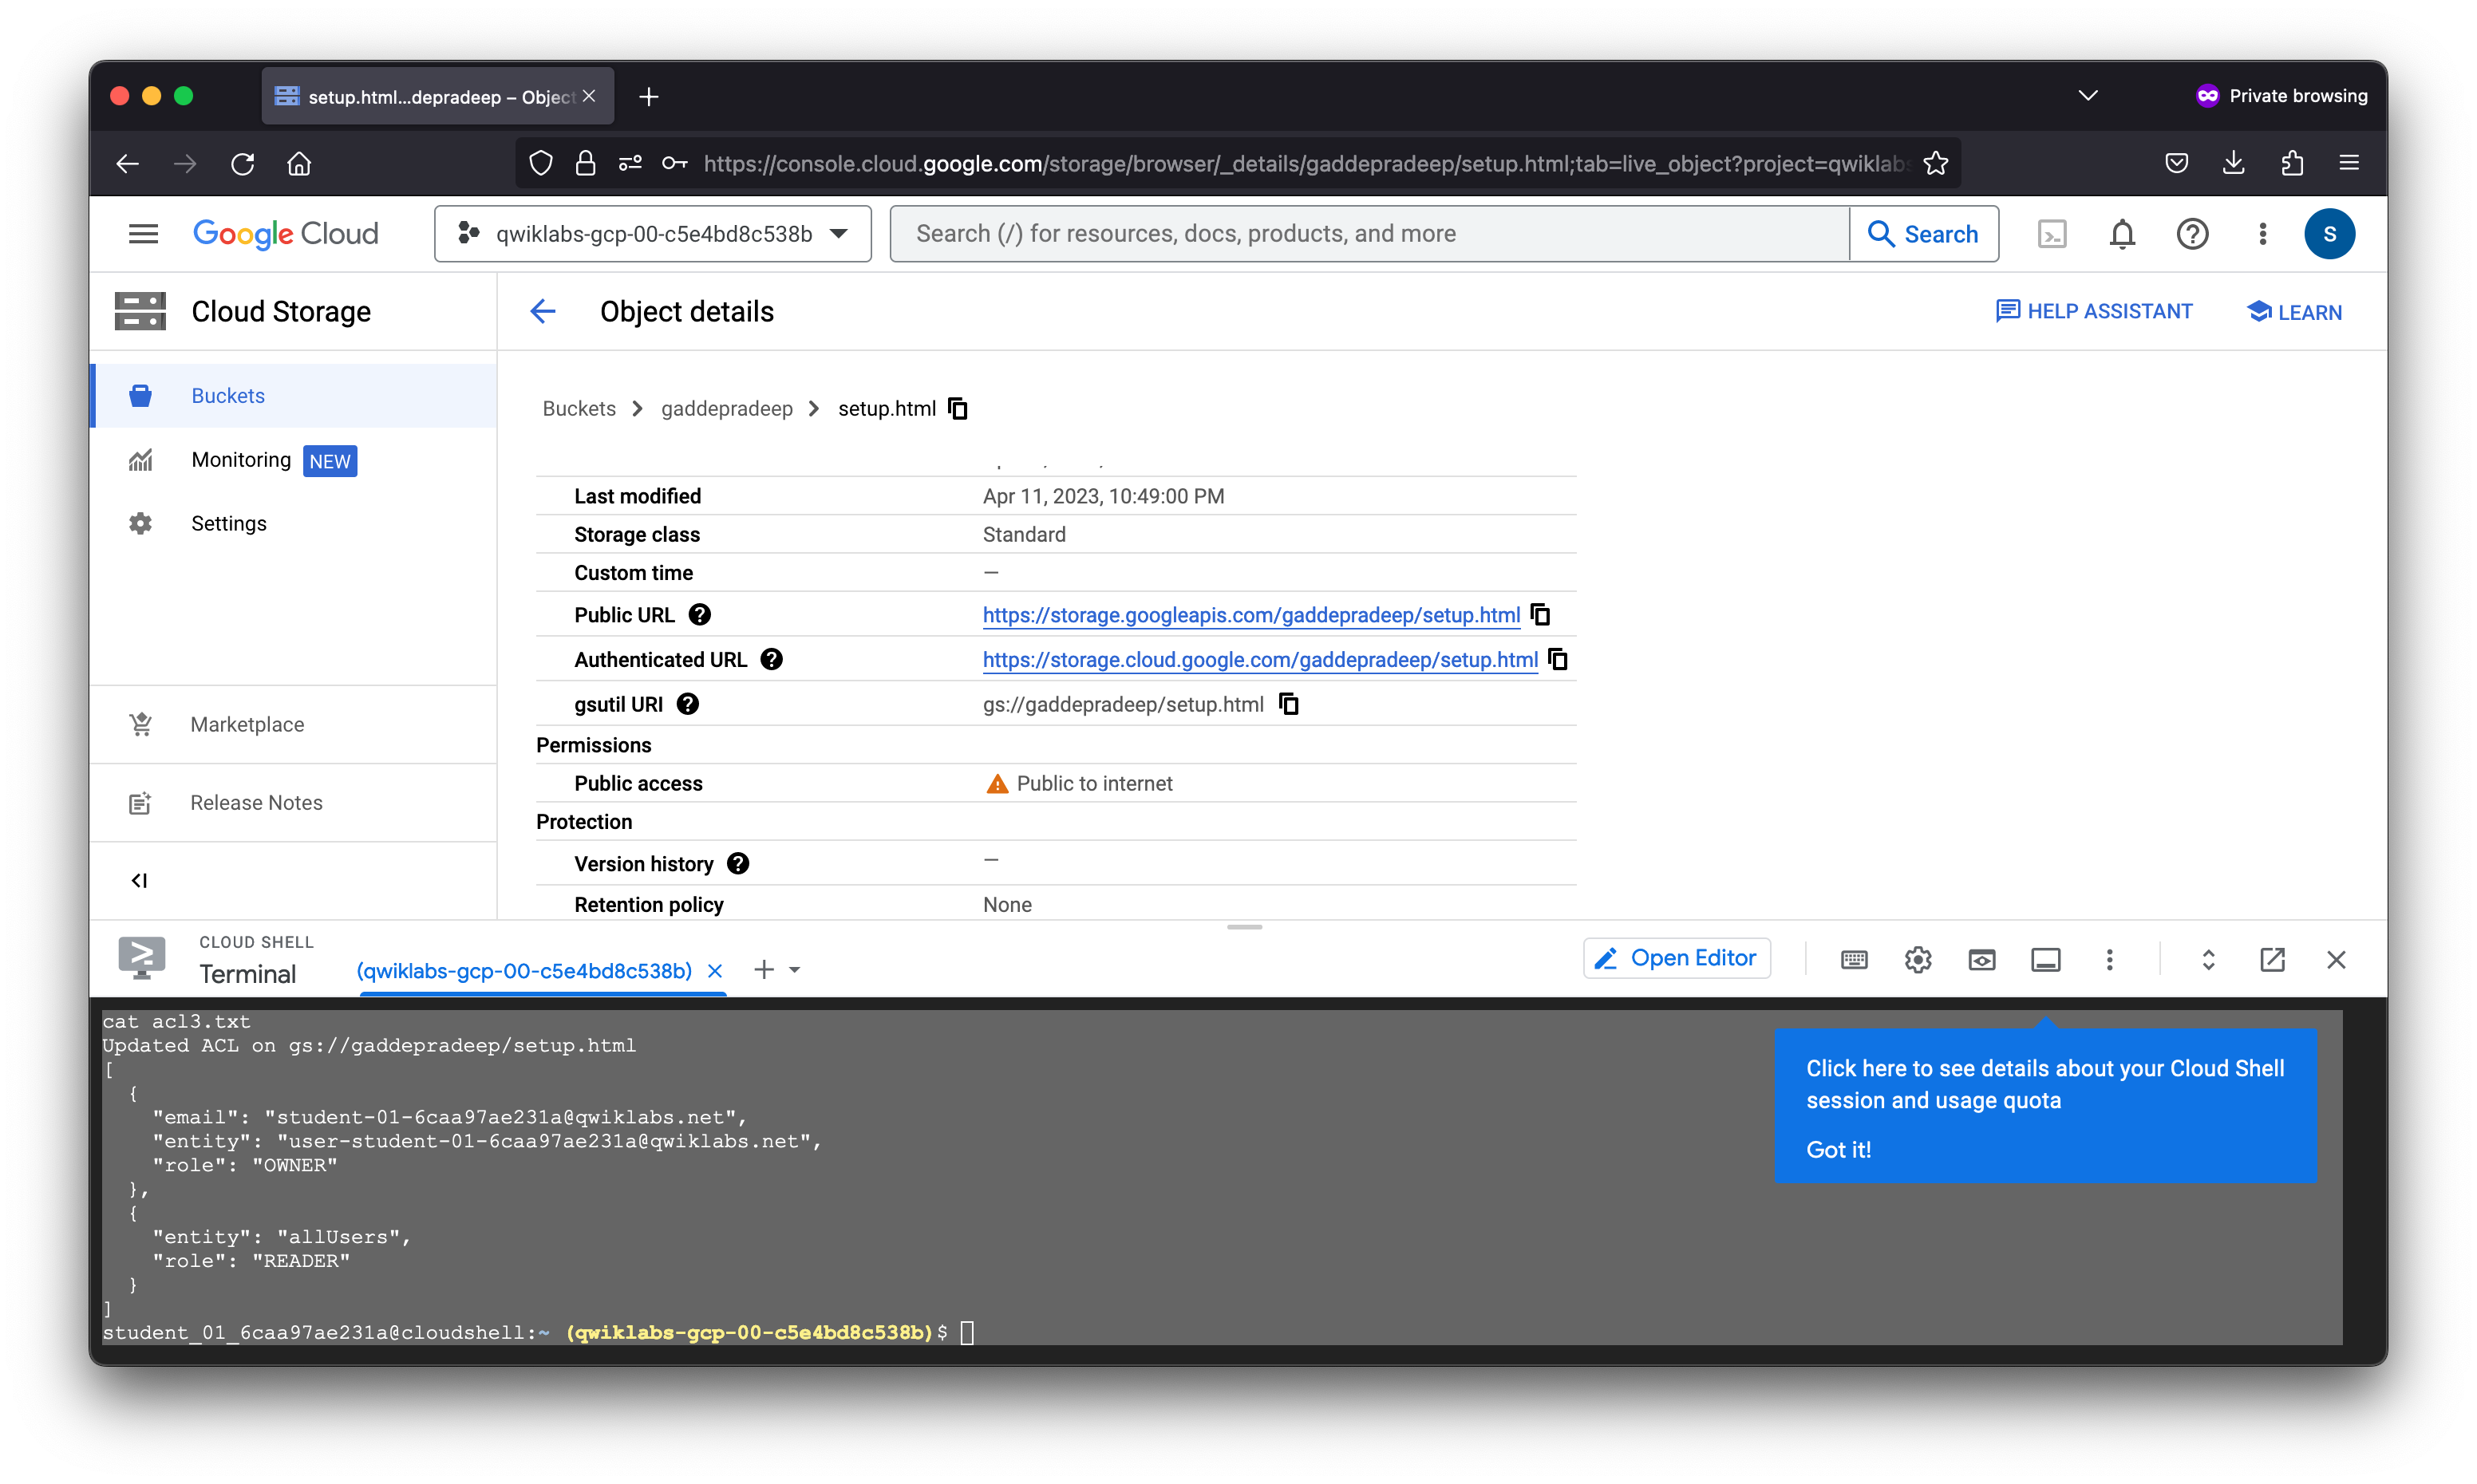 setup.html...depradeep – Object
Private browsing
https://console.cloud.google.com/storage/browser/_details/gaddepradeep/setup.html;tab=live_object?project=qwiklabs
Google Cloud
qwiklabs-gcp-00-c5e4bd8c538b
Search (/) for resources, docs, products, and more
Search
S
Cloud Storage
Object details
HELP ASSISTANT
LEARN
Buckets
Monitoring NEW
Settings
Marketplace
Release Notes
Buckets > gaddepradeep > setup.html
Last modified Apr 11, 2023, 10:49:00 PM
Storage class Standard
Custom time —
Public URL https://storage.googleapis.com/gaddepradeep/setup.html
Authenticated URL https://storage.cloud.google.com/gaddepradeep/setup.html
gsutil URI gs://gaddepradeep/setup.html
Permissions
Public access Public to internet
Protection
Version history —
Retention policy None
CLOUD SHELL
Terminal
(qwiklabs-gcp-00-c5e4bd8c538b)
Open Editor
cat acl3.txt
Updated ACL on gs://gaddepradeep/setup.html
[
{
"email": "student-01-6caa97ae231a@qwiklabs.net",
"entity": "user-student-01-6caa97ae231a@qwiklabs.net",
"role": "OWNER"
},
{
"entity": "allUsers",
"role": "READER"
}
]
student_01_6caa97ae231a@cloudshell:~ (qwiklabs-gcp-00-c5e4bd8c538b)$
Click here to see details about your Cloud Shell
session and usage quota
Got it!